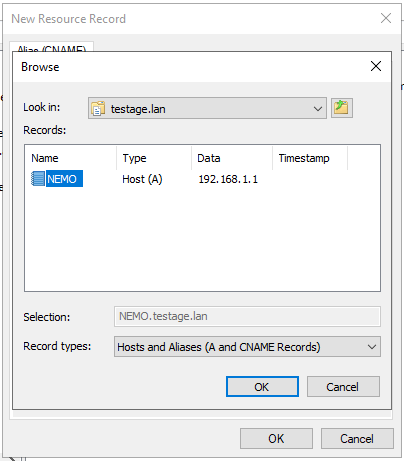 New Resource Record
Alias (CNAME)
Browse
Look in:
testage.lan
Records:
Name Type Data Timestamp
NEMO Host (A) 192.168.1.1
Selection:
NEMO.testage.lan
Record types:
Hosts and Aliases (A and CNAME Records)
OK Cancel
OK Cancel